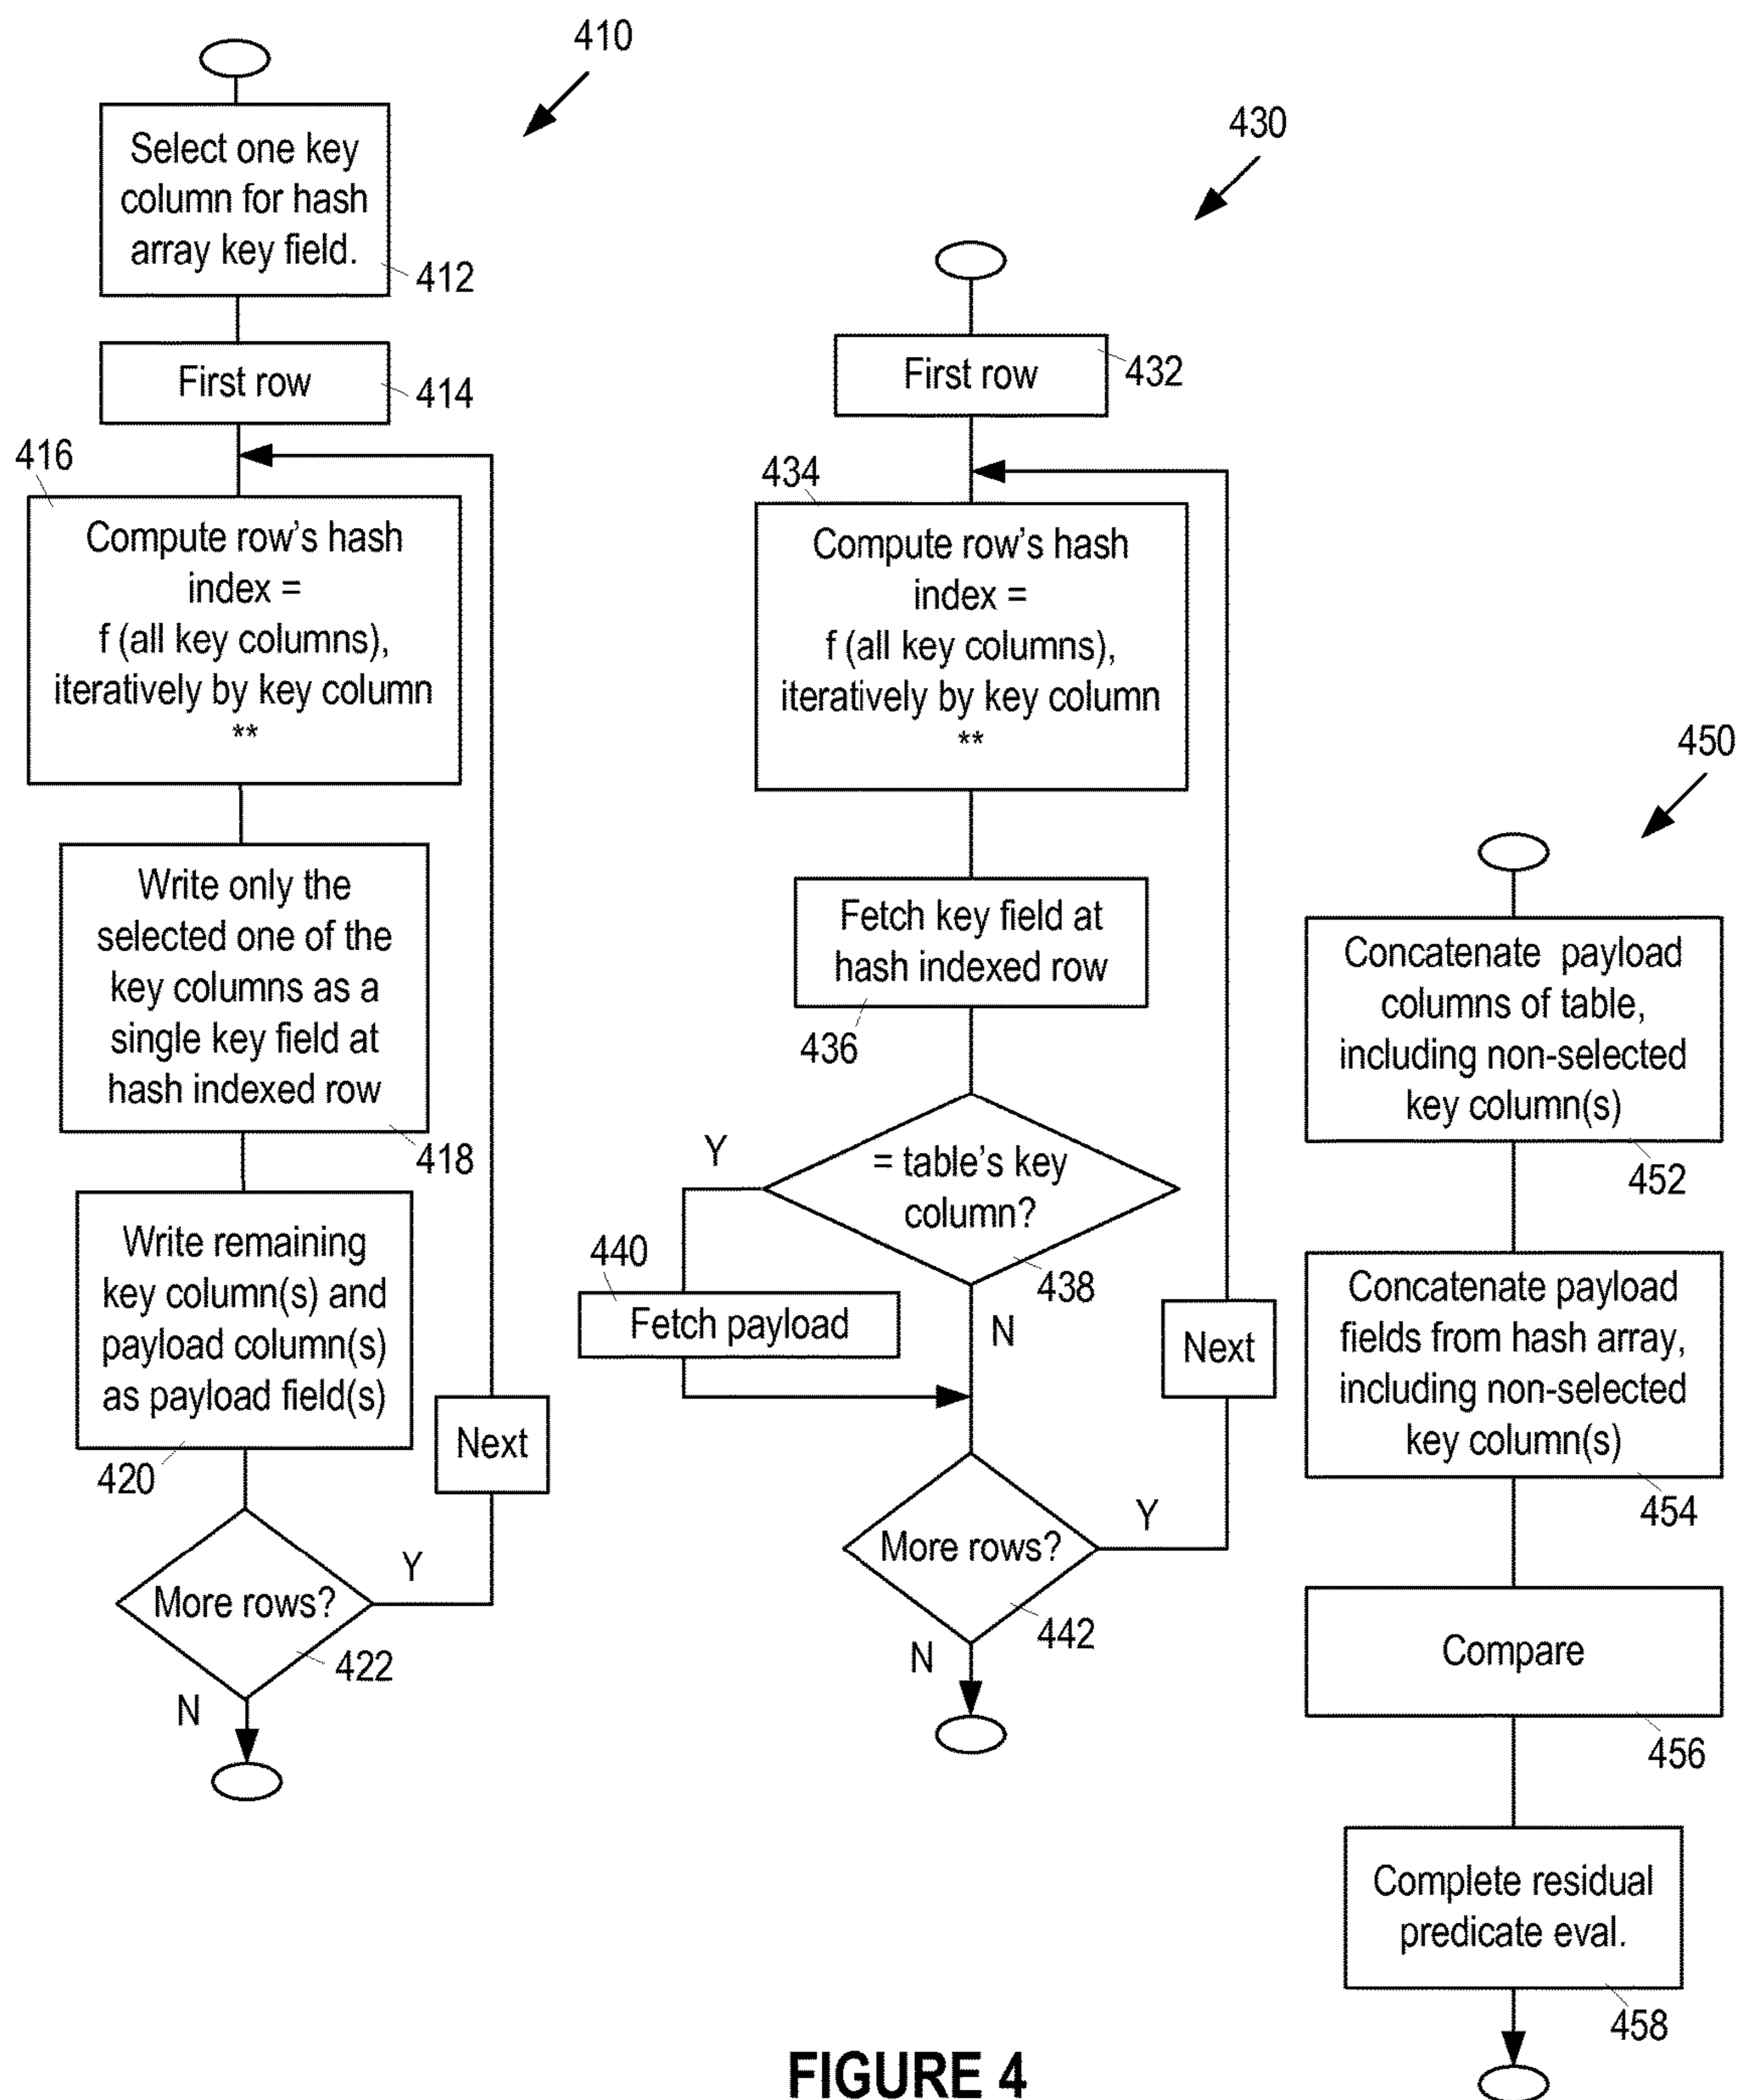 410
Select one key
column for hash
array key field.
412
First row
414
416
Compute row's hash
index =
f (all key columns),
iteratively by key column
**
Write only the
selected one of the
key columns as a
single key field at
hash indexed row
418
Write remaining
key column(s) and
payload column(s)
as payload field(s)
420
Next
More rows?
Y
422
N
430
First row
432
434
Compute row's hash
index =
f (all key columns),
iteratively by key column
**
Fetch key field at
hash indexed row
436
Y
= table's key
column?
438
440
Fetch payload
N
Next
More rows?
Y
442
N
450
Concatenate payload
columns of table,
including non-selected
key column(s)
452
Concatenate payload
fields from hash array,
including non-selected
key column(s)
454
Compare
456
Complete residual
predicate eval.
458
FIGURE 4